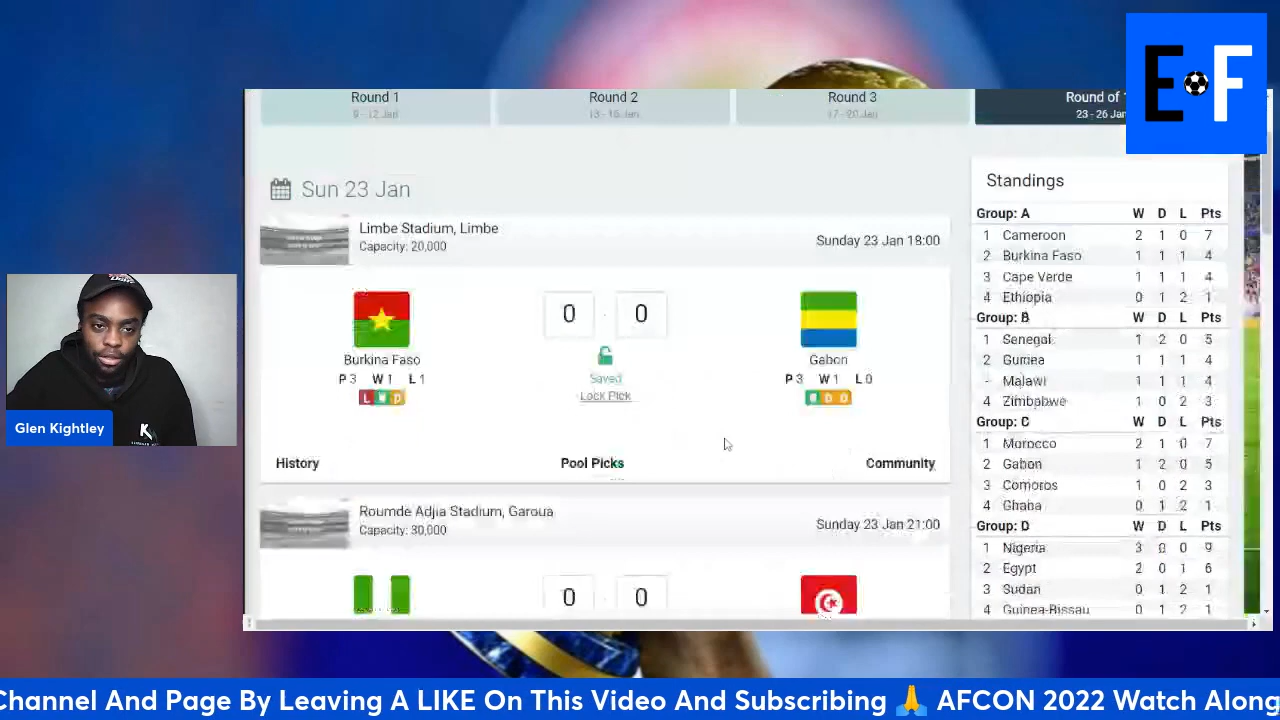 E F
Round 1
9 - 12 Jan
Round 2
13 - 16 Jan
Round 3
17 - 20 Jan
Round of
23 - 26 Jan
Sun 23 Jan
Limbe Stadium, Limbe
Capacity: 20,000
Sunday 23 Jan 18:00
0 0
Burkina Faso
P 3 W 1 L 1
L W D
Saved
Lock Pick
Gabon
P 3 W 1 L 0
W D D
History
Pool Picks
Community
Roumde Adjia Stadium, Garoua
Capacity: 30,000
Sunday 23 Jan 21:00
0 0
Standings
Group: A W D L Pts
1 Cameroon 2 1 0 7
2 Burkina Faso 1 1 1 4
3 Cape Verde 1 1 1 4
4 Ethiopia 0 1 2 1
Group: B W D L Pts
1 Senegal 1 2 0 5
2 Guinea 1 1 1 4
- Malawi 1 1 1 4
4 Zimbabwe 1 0 2 3
Group: C W D L Pts
1 Morocco 2 1 0 7
2 Gabon 1 2 0 5
3 Comoros 1 0 2 3
4 Ghana 0 1 2 1
Group: D W D L Pts
1 Nigeria 3 0 0 9
2 Egypt 2 0 1 6
3 Sudan 0 1 2 1
4 Guinea-Bissau 0 1 2 1
Glen Kightley
K
Channel And Page By Leaving A LIKE On This Video And Subscribing 🙏 AFCON 2022 Watch Along